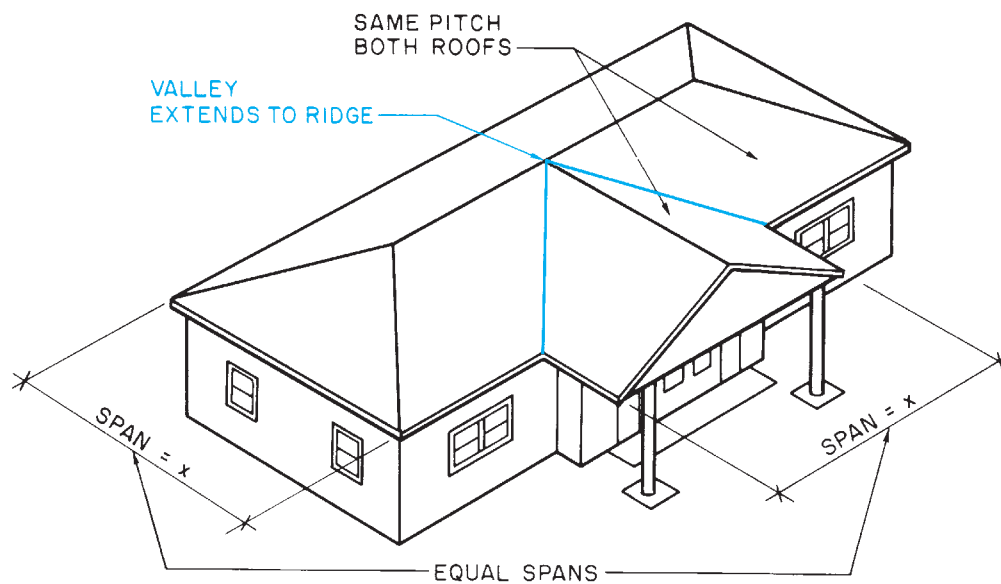 SAME PITCH
BOTH ROOFS
VALLEY
EXTENDS TO RIDGE
SPAN = x
SPAN = x
EQUAL SPANS